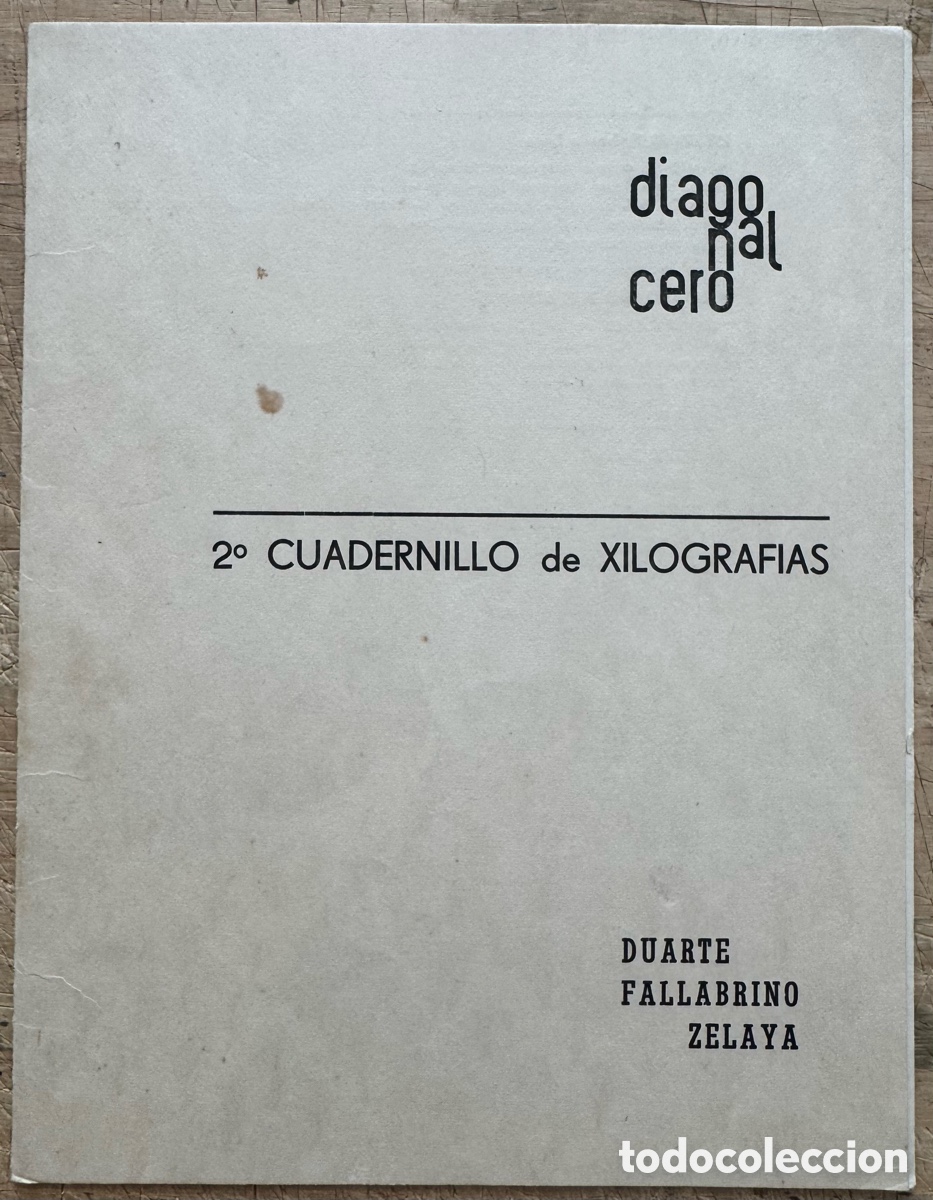 diago
nal
cero
2º CUADERNILLO de XILOGRAFIAS
DUARTE
FALLABRINO
ZELAYA
todocoleccion